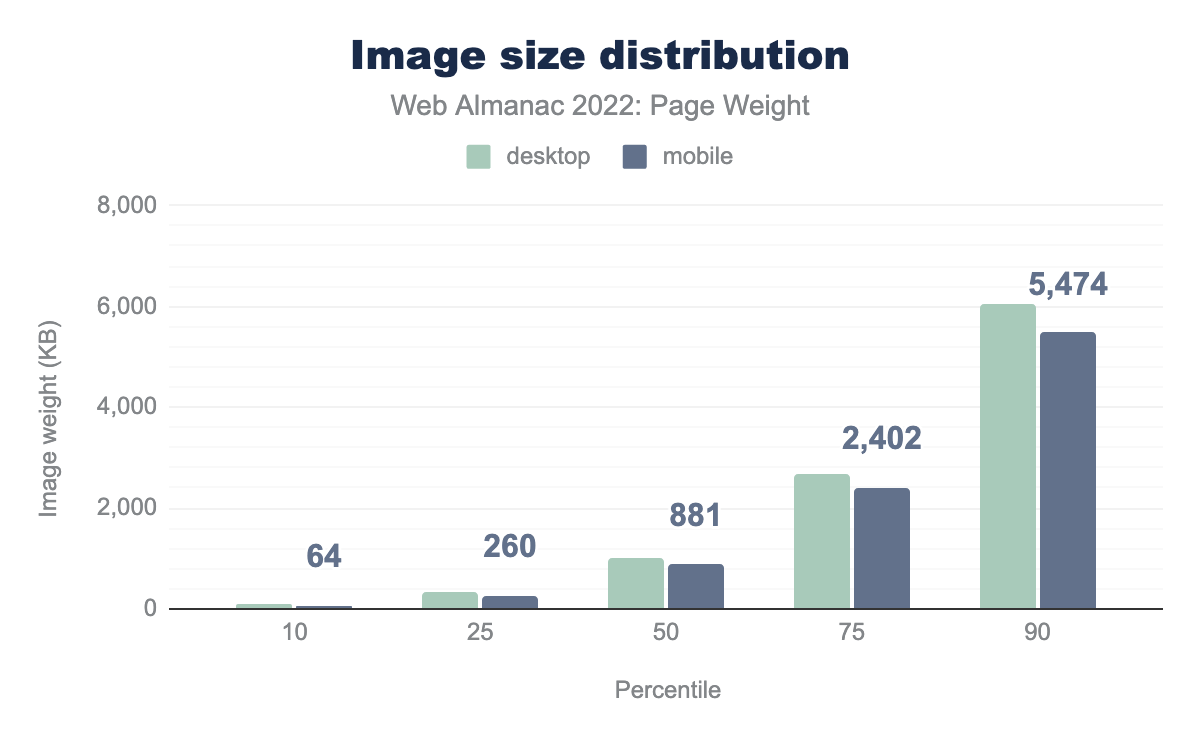 Image size distribution
Web Almanac 2022: Page Weight
desktop mobile
8,000
6,000
4,000
2,000
0
Image weight (KB)
64
260
881
2,402
5,474
10 25 50 75 90
Percentile